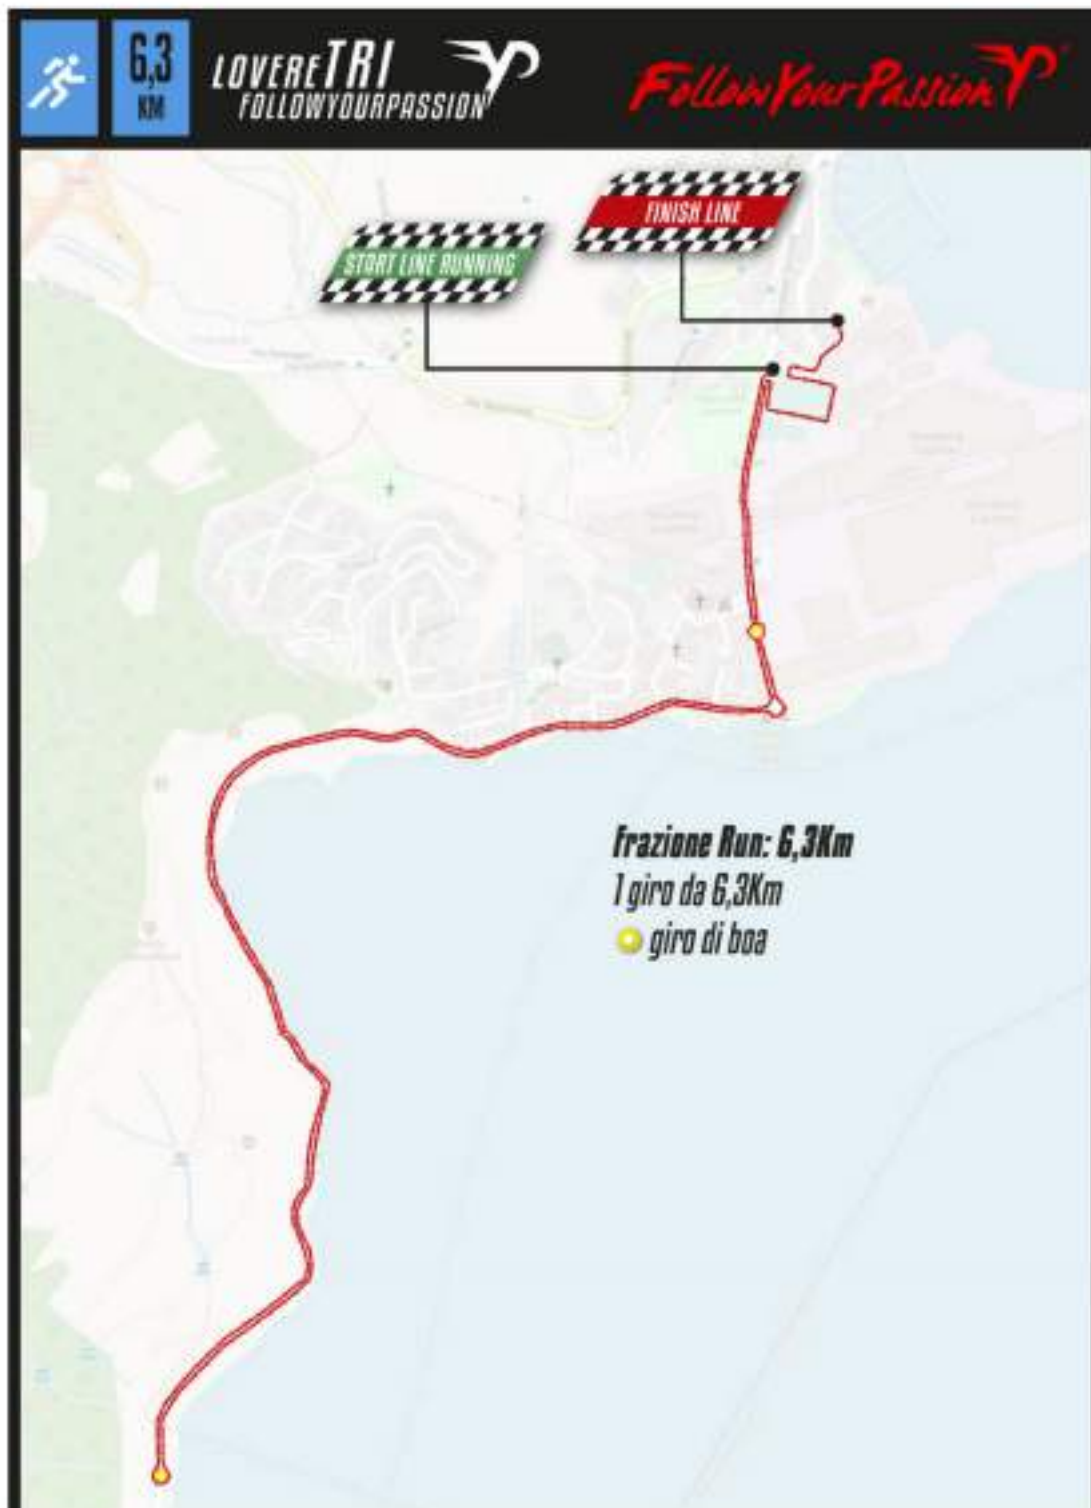 6,3
KM
LOVERETRI
FOLLOWYOURPASSION
FollowYourPassion
FINISH LINE
START LINE RUNNING
Frazione Run: 6,3Km
1 giro da 6,3Km
giro di boa